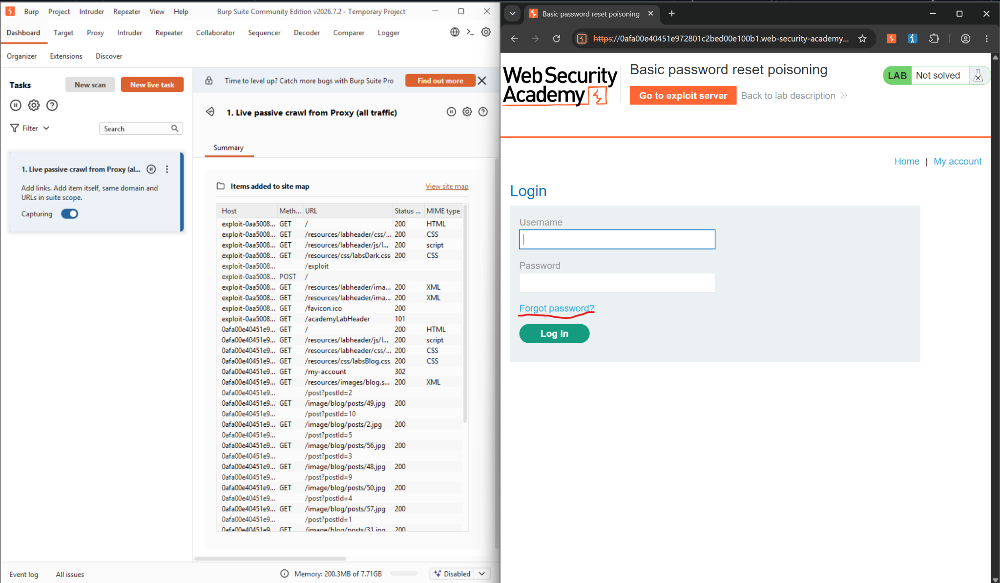 Burp Project Intruder Repeater View Help Burp Suite Community Edition v2026.7.2 - Temporary Project
Dashboard Target Proxy Intruder Repeater Collaborator Sequencer Decoder Comparer Logger
Organizer Extensions Discover
Tasks New scan New live task
Filter Search
1. Live passive crawl from Proxy (al...
Add links. Add item itself, same domain and
URLs in suite scope.
Capturing
Time to level up? Catch more bugs with Burp Suite Pro Find out more
1. Live passive crawl from Proxy (all traffic)
Summary
Items added to site map View site map
Host Meth... URL Status ... MIME type
exploit-0aa5008... GET / 200 HTML
exploit-0aa5008... GET /resources/labheader/css/... 200 CSS
exploit-0aa5008... GET /resources/labheader/js/l... 200 script
exploit-0aa5008... GET /resources/css/labsDark.css 200 CSS
exploit-0aa5008... /exploit
exploit-0aa5008... POST /
exploit-0aa5008... GET /resources/labheader/ima... 200 XML
exploit-0aa5008... GET /resources/labheader/ima... 200 XML
exploit-0aa5008... GET /favicon.ico 200
exploit-0aa5008... GET /academyLabHeader 101
0afa00e40451e9... GET / 200 HTML
0afa00e40451e9... GET /resources/labheader/js/l... 200 script
0afa00e40451e9... GET /resources/labheader/css/... 200 CSS
0afa00e40451e9... GET /resources/css/labsBlog.css 200 CSS
0afa00e40451e9... GET /my-account 302
0afa00e40451e9... GET /resources/images/blog.s... 200 XML
0afa00e40451e9... /post?postId=2
0afa00e40451e9... GET /image/blog/posts/49.jpg 200
0afa00e40451e9... /post?postId=10
0afa00e40451e9... GET /image/blog/posts/2.jpg 200
0afa00e40451e9... /post?postId=5
0afa00e40451e9... GET /image/blog/posts/56.jpg 200
0afa00e40451e9... /post?postId=3
0afa00e40451e9... GET /image/blog/posts/48.jpg 200
0afa00e40451e9... /post?postId=9
0afa00e40451e9... GET /image/blog/posts/50.jpg 200
0afa00e40451e9... /post?postId=4
0afa00e40451e9... GET /image/blog/posts/57.jpg 200
0afa00e40451e9... /post?postId=1
0afa00e40451e9... GET /image/blog/posts/31.jpg 200
Event log All issues Memory: 200.3MB of 7.71GB Disabled
Basic password reset poisoning
https://0afa00e40451e972801c2bed00e100b1.web-security-academy...
Web Security
Academy
Basic password reset poisoning
Go to exploit server Back to lab description
LAB Not solved
Home | My account
Login
Username
Password
Forgot password?
Log in